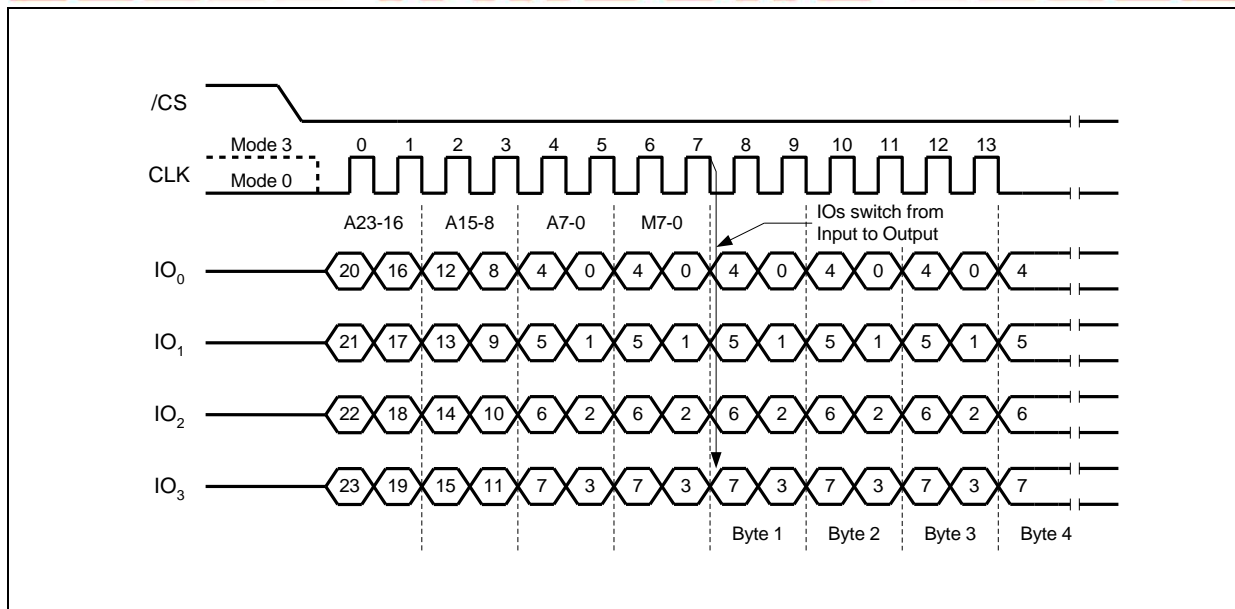 /CS
Mode 3
0 1 2 3 4 5 6 7 8 9 10 11 12 13
CLK
Mode 0
A23-16 A15-8 A7-0 M7-0
IOs switch from
Input to Output
IO0 20 16 12 8 4 0 4 0 4 0 4 0 4 0 4
IO1 21 17 13 9 5 1 5 1 5 1 5 1 5 1 5
IO2 22 18 14 10 6 2 6 2 6 2 6 2 6 2 6
IO3 23 19 15 11 7 3 7 3 7 3 7 3 7 3 7
Byte 1 Byte 2 Byte 3 Byte 4